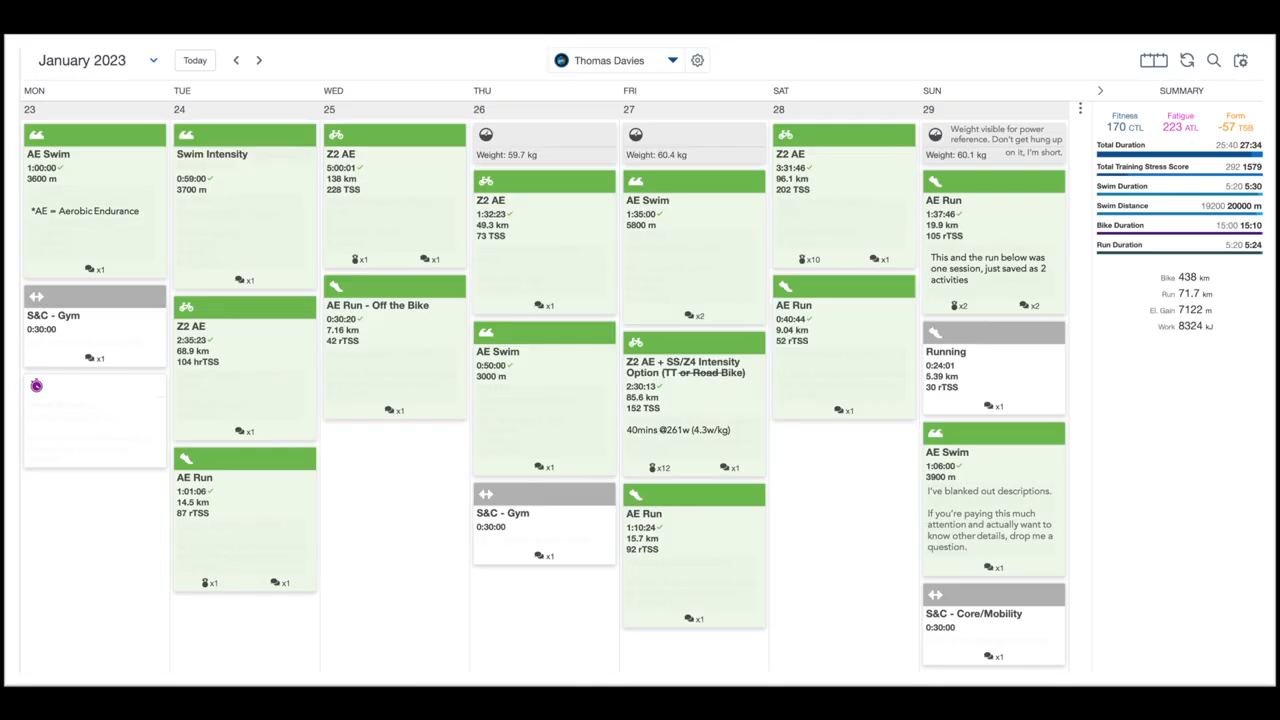 January 2023
Today
Thomas Davies
MON
TUE
WED
THU
FRI
SAT
SUN
SUMMARY
23
AE Swim
1:00:00
3600 m
*AE = Aerobic Endurance
x1
S&C - Gym
0:30:00
x1
24
Swim Intensity
0:59:00
3700 m
x1
Z2 AE
2:35:23
68.9 km
104 hrTSS
x1
AE Run
1:01:06
14.5 km
87 rTSS
x1
x1
25
Z2 AE
5:00:01
138 km
228 TSS
x1
x1
AE Run - Off the Bike
0:30:20
7.16 km
42 rTSS
x1
26
Weight: 59.7 kg
Z2 AE
1:32:23
49.3 km
73 TSS
x1
AE Swim
0:50:00
3000 m
x1
S&C - Gym
0:30:00
x1
27
Weight: 60.4 kg
AE Swim
1:35:00
5800 m
x2
Z2 AE + SS/Z4 Intensity
Option (TT or Road Bike)
2:30:13
85.6 km
152 TSS
40mins @261w (4.3w/kg)
x12
x1
AE Run
1:10:24
15.7 km
92 rTSS
x1
28
Z2 AE
3:31:46
96.1 km
202 TSS
x10
x1
AE Run
0:40:44
9.04 km
52 rTSS
x1
29
Weight visible for power
reference. Don't get hung up
on it, I'm short.
Weight: 60.1 kg
AE Run
1:37:46
19.9 km
105 rTSS
This and the run below was
one session, just saved as 2
activities
x2
x2
Running
0:24:01
5.39 km
30 rTSS
x1
AE Swim
1:06:00
3900 m
I've blanked out descriptions.
If you're paying this much
attention and actually want to
know other details, drop me a
question.
x1
S&C - Core/Mobility
0:30:00
x1
Fitness
170 CTL
Fatigue
223 ATL
Form
-57 TSB
Total Duration 25:40 27:34
Total Training Stress Score 292 1579
Swim Duration 5:20 5:30
Swim Distance 19200 20000 m
Bike Duration 15:00 15:10
Run Duration 5:20 5:24
Bike 438 km
Run 71.7 km
El. Gain 7122 m
Work 8324 kJ